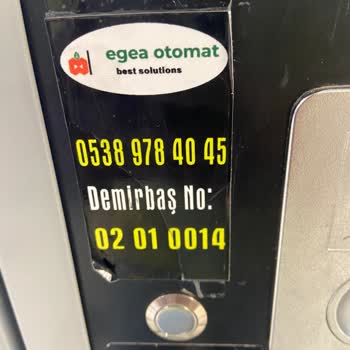 egea otomat
best solutions
0538 978 40 45
Demirbaş No:
02 01 0014